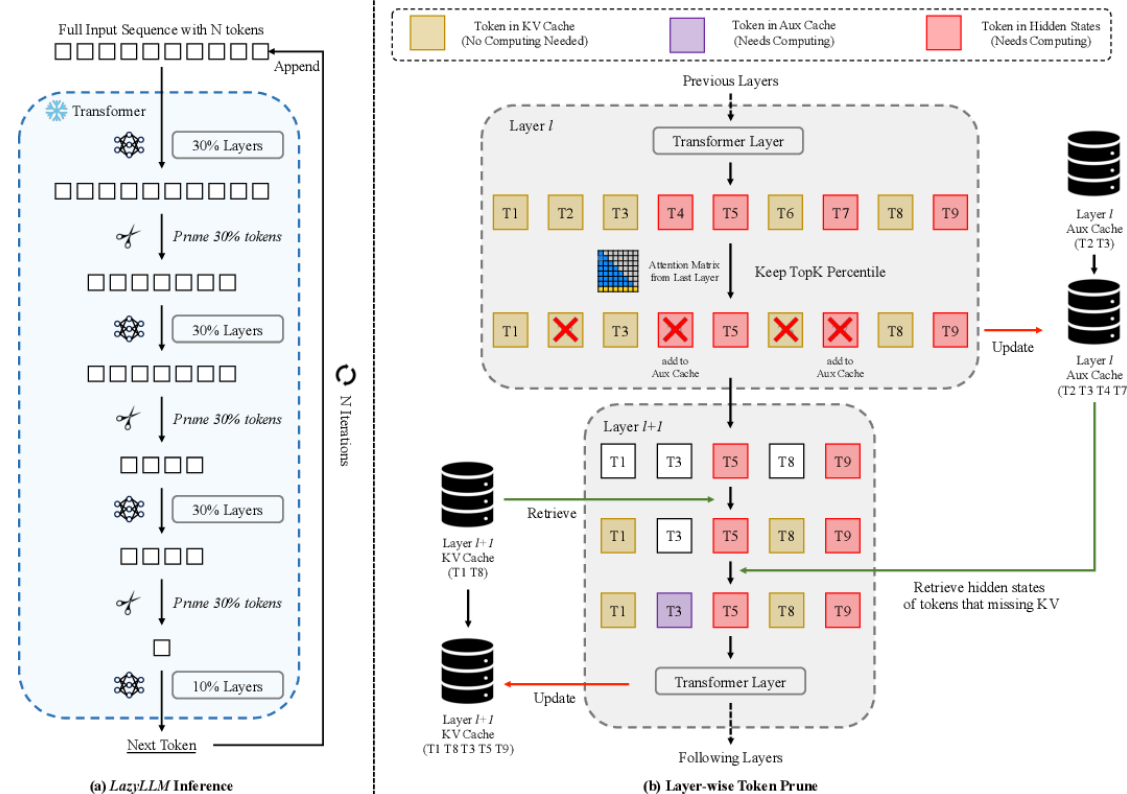 Full Input Sequence with N tokens
Append
Transformer
30% Layers
Prune 30% tokens
30% Layers
Prune 30% tokens
30% Layers
Prune 30% tokens
10% Layers
Next Token
N Iterations
(a) LazyLLM Inference
Token in KV Cache
(No Computing Needed)
Token in Aux Cache
(Needs Computing)
Token in Hidden States
(Needs Computing)
Previous Layers
Layer l
Transformer Layer
T1 T2 T3 T4 T5 T6 T7 T8 T9
Attention Matrix
from Last Layer
Keep TopK Percentile
T1 T3 T5 T8 T9
add to
Aux Cache
add to
Aux Cache
Layer l
Aux Cache
(T2 T3)
Update
Layer l
Aux Cache
(T2 T3 T4 T7
Layer l+1
T1 T3 T5 T8 T9
Retrieve
Layer l+1
KV Cache
(T1 T8)
T1 T3 T5 T8 T9
Retrieve hidden states
of tokens that missing KV
T1 T3 T5 T8 T9
Transformer Layer
Update
Layer l+1
KV Cache
(T1 T8 T3 T5 T9)
Following Layers
(b) Layer-wise Token Prune